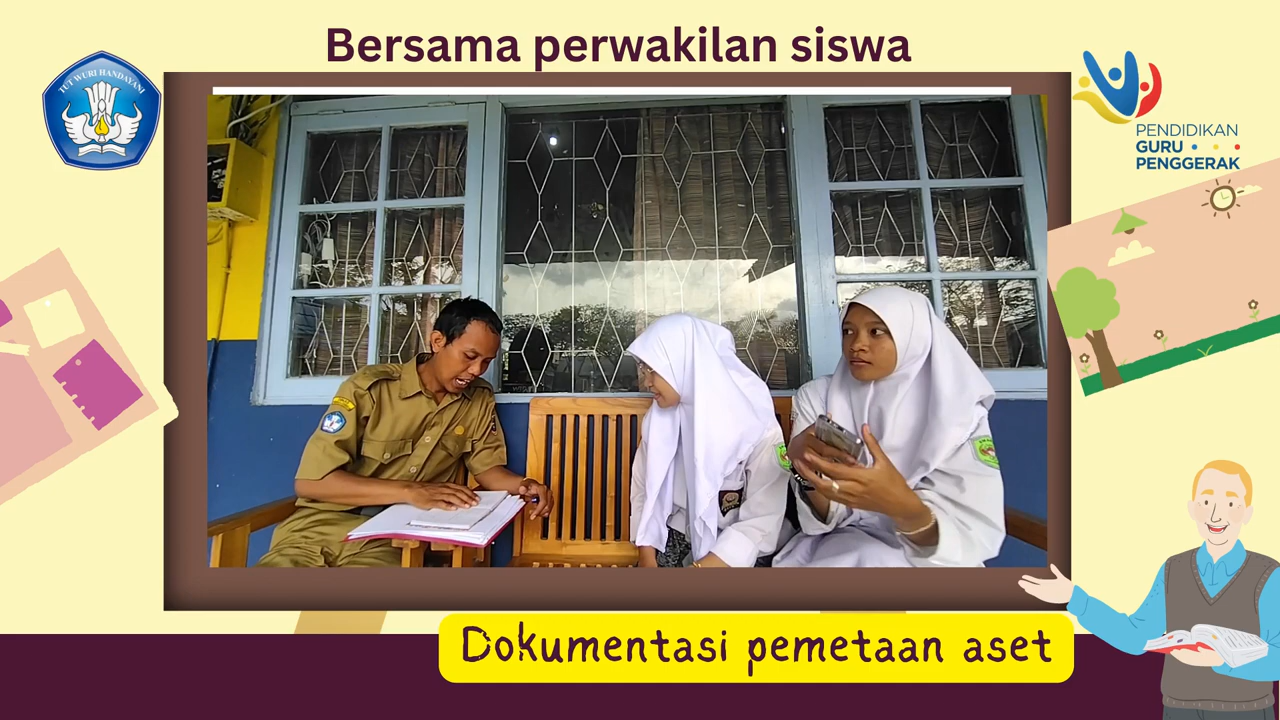 Bersama perwakilan siswa
TUT WURI HANDAYANI
PENDIDIKAN
GURU
PENGGERAK
Dokumentasi pemetaan aset